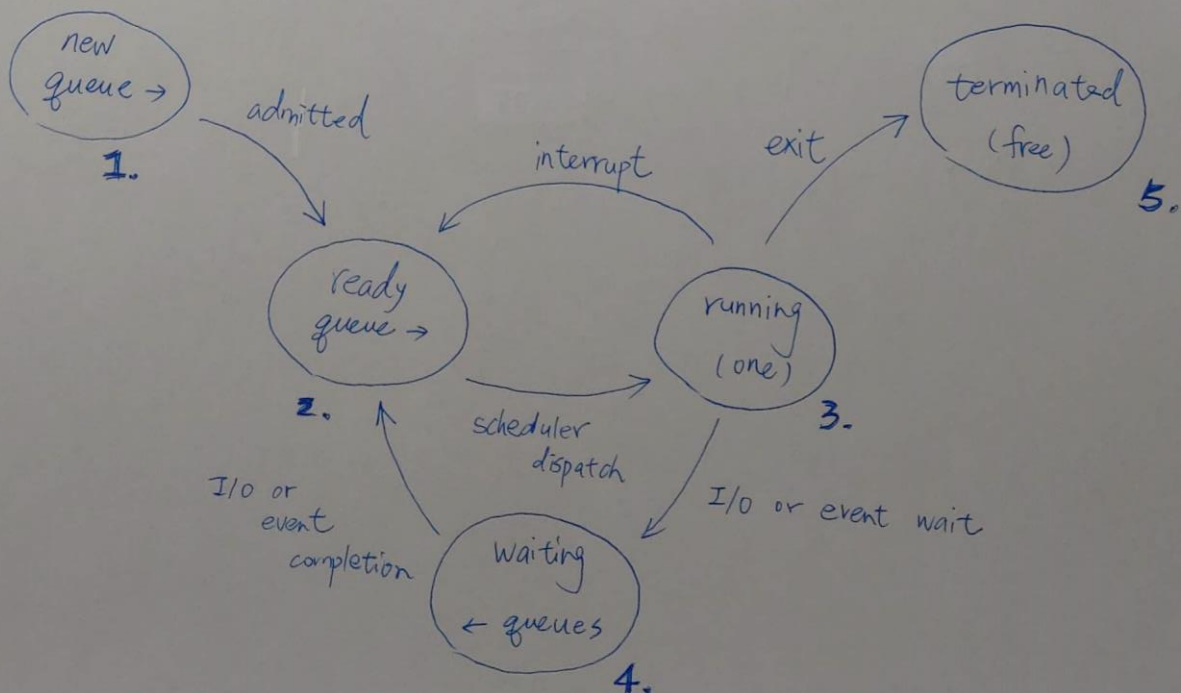 new
queue →
1.
admitted
interrupt
exit
terminated
(free)
5.
ready
queue →
2.
running
(one)
3.
scheduler
dispatch
I/O or
event
completion
I/O or event wait
waiting
← queues
4.